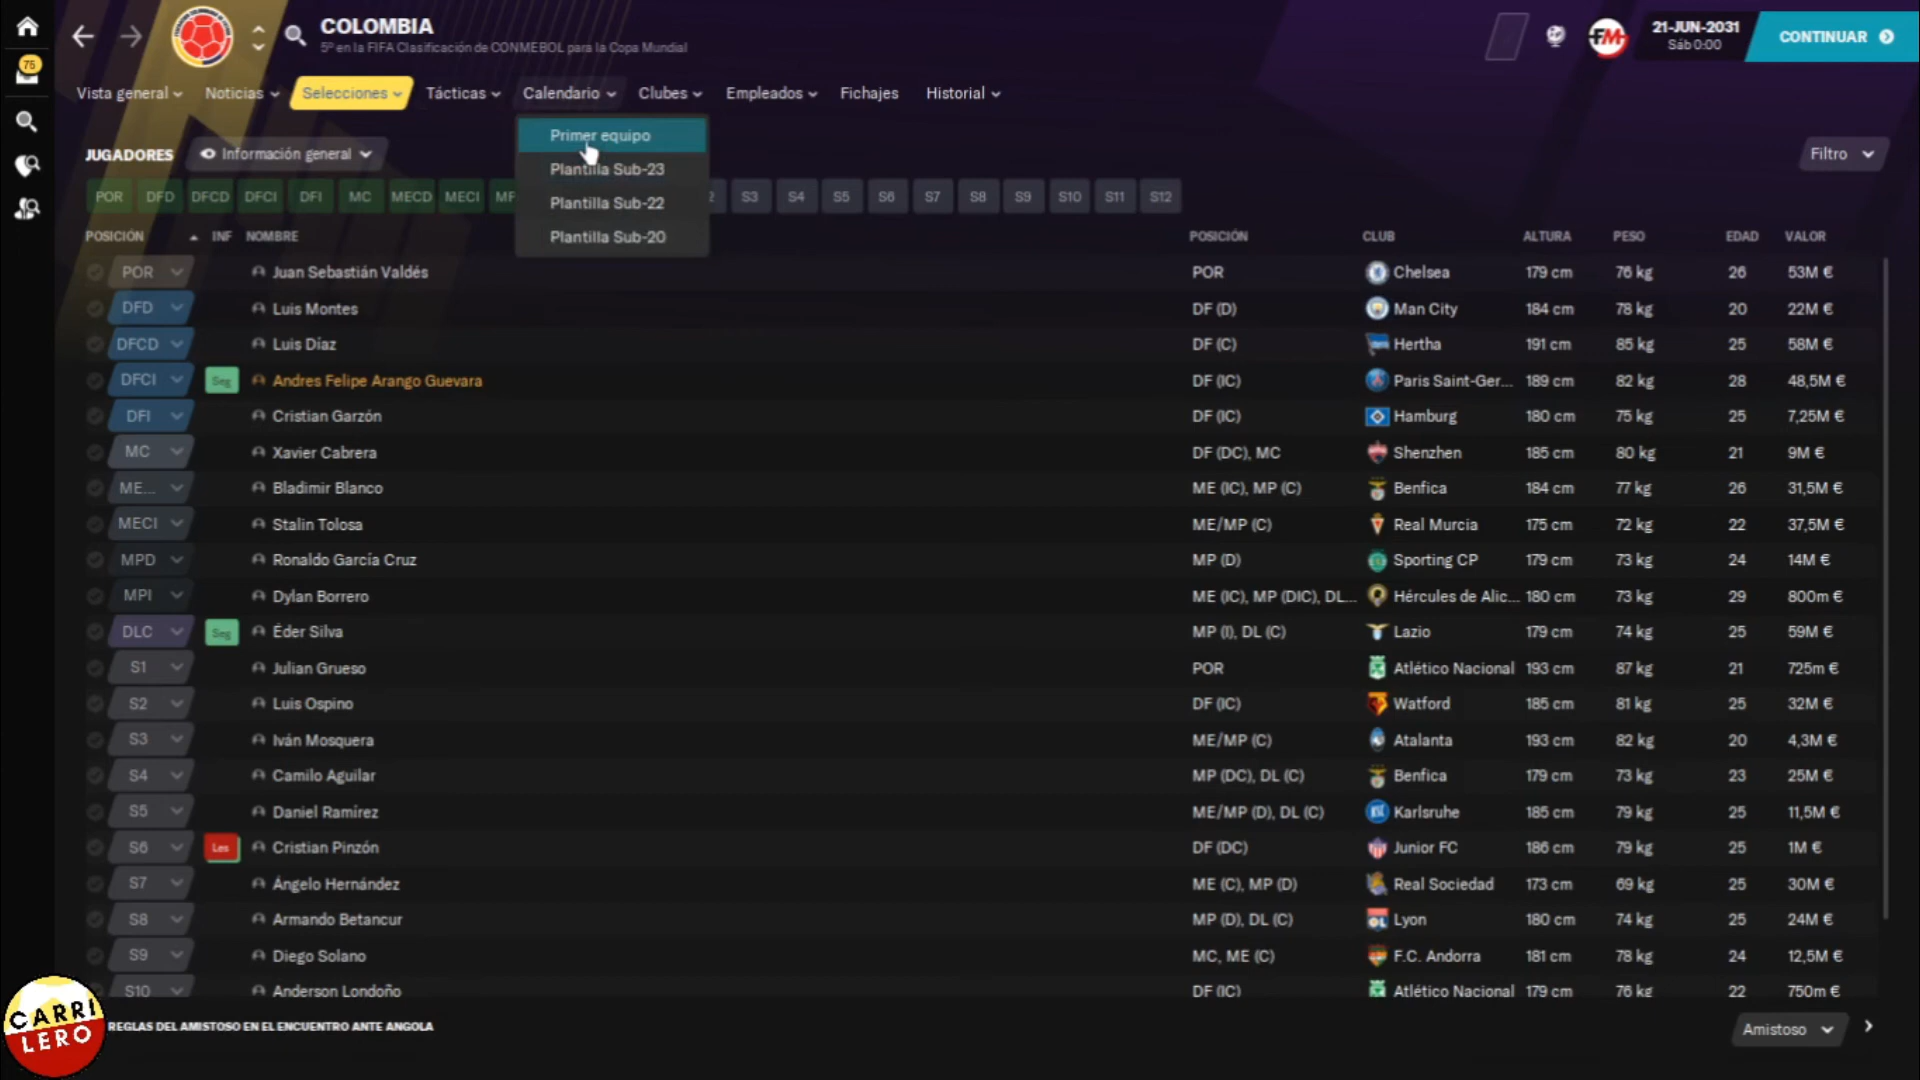 COLOMBIA
5º en la FIFA Clasificación de CONMEBOL para la Copa Mundial
FM
21-JUN-2031
Sáb 0:00
CONTINUAR
75
Vista general Noticias Selecciones Tácticas Calendario Clubes Empleados Fichajes Historial
Primer equipo
Plantilla Sub-23
Plantilla Sub-22
Plantilla Sub-20
JUGADORES Información general Filtro
POR DFD DFCD DFCI DFI MC MECD MECI S3 S4 S5 S6 S7 S8 S9 S10 S11 S12
POSICIÓN INF NOMBRE POSICIÓN CLUB ALTURA PESO EDAD VALOR
POR Juan Sebastián Valdés POR Chelsea 179 cm 76 kg 26 53M €
DFD Luis Montes DF (D) Man City 184 cm 78 kg 20 22M €
DFCD Luis Díaz DF (C) Hertha 191 cm 85 kg 25 58M €
DFCI Seg Andres Felipe Arango Guevara DF (IC) Paris Saint-Ger... 189 cm 82 kg 28 48,5M €
DFI Cristian Garzón DF (IC) Hamburg 180 cm 75 kg 25 7,25M €
MC Xavier Cabrera DF (DC), MC Shenzhen 185 cm 80 kg 21 9M €
ME... Bladimir Blanco ME (IC), MP (C) Benfica 184 cm 77 kg 26 31,5M €
MECI Stalin Tolosa ME/MP (C) Real Murcia 175 cm 72 kg 22 37,5M €
MPD Ronaldo García Cruz MP (D) Sporting CP 179 cm 73 kg 24 14M €
MPI Dylan Borrero ME (IC), MP (DIC), DL... Hércules de Alic... 180 cm 73 kg 29 800m €
DLC Seg Éder Silva MP (I), DL (C) Lazio 179 cm 74 kg 25 59M €
S1 Julian Grueso POR Atlético Nacional 193 cm 87 kg 21 725m €
S2 Luis Ospino DF (IC) Watford 185 cm 81 kg 25 32M €
S3 Iván Mosquera ME/MP (C) Atalanta 193 cm 82 kg 20 4,3M €
S4 Camilo Aguilar MP (DC), DL (C) Benfica 179 cm 73 kg 23 25M €
S5 Daniel Ramírez ME/MP (D), DL (C) Karlsruhe 185 cm 79 kg 25 11,5M €
S6 Les Cristian Pinzón DF (DC) Junior FC 186 cm 79 kg 25 1M €
S7 Ángelo Hernández ME (C), MP (D) Real Sociedad 173 cm 69 kg 25 30M €
S8 Armando Betancur MP (D), DL (C) Lyon 180 cm 74 kg 25 24M €
S9 Diego Solano MC, ME (C) F.C. Andorra 181 cm 78 kg 24 12,5M €
S10 Anderson Londoño DF (IC) Atlético Nacional 179 cm 76 kg 22 750m €
CARRI
LERO
REGLAS DEL AMISTOSO EN EL ENCUENTRO ANTE ANGOLA
Amistoso